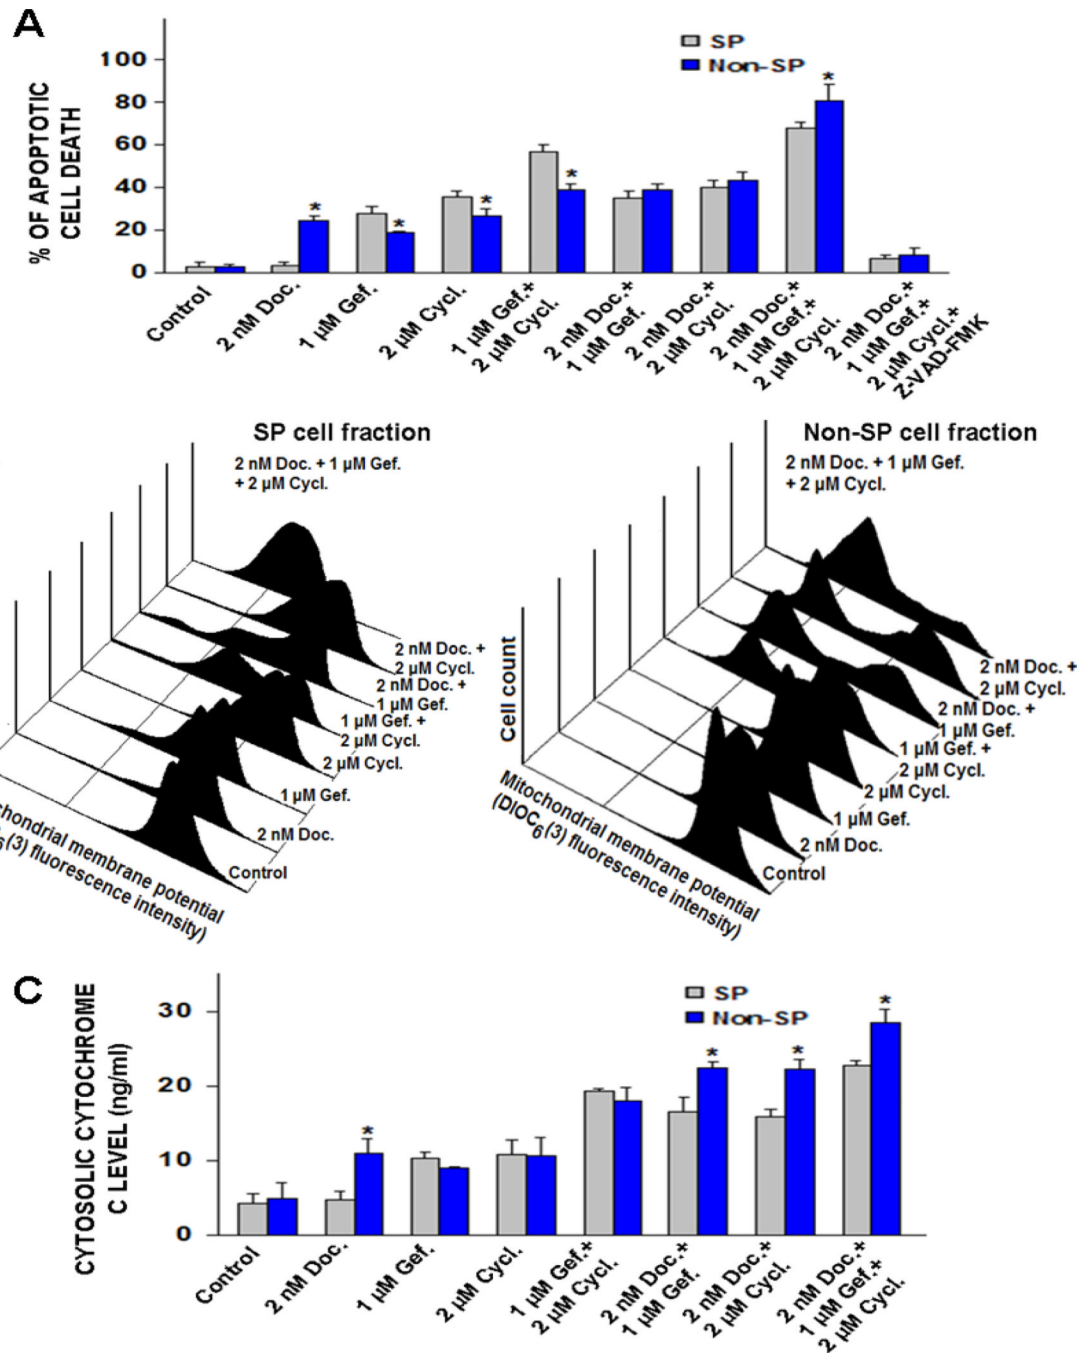 A
% OF APOPTOTIC
CELL DEATH
100
80
60
40
20
0
SP
Non-SP
*
*
*
*
*
Control
2 nM Doc.
1 µM Gef.
2 µM Cycl.
1 µM Gef.+
2 µM Cycl.
2 nM Doc.+
1 µM Gef.
2 nM Doc.+
2 µM Cycl.
2 nM Doc.+
1 µM Gef.+
2 µM Cycl.
2 nM Doc.+
1 µM Gef.+
2 µM Cycl.+
Z-VAD-FMK
SP cell fraction
2 nM Doc. + 1 µM Gef.
+ 2 µM Cycl.
2 nM Doc. +
2 µM Cycl.
2 nM Doc. +
1 µM Gef.
1 µM Gef. +
2 µM Cycl.
2 µM Cycl.
1 µM Gef.
2 nM Doc.
Control
chondrial membrane potential
6(3) fluorescence intensity)
Non-SP cell fraction
2 nM Doc. + 1 µM Gef.
+ 2 µM Cycl.
Cell count
2 nM Doc. +
2 µM Cycl.
2 nM Doc. +
1 µM Gef.
1 µM Gef. +
2 µM Cycl.
2 µM Cycl.
1 µM Gef.
2 nM Doc.
Control
Mitochondrial membrane potential
(DIOC6(3) fluorescence intensity)
C
CYTOSOLIC CYTOCHROME
C LEVEL (ng/ml)
30
20
10
0
SP
Non-SP
*
*
*
*
Control
2 nM Doc.
1 µM Gef.
2 µM Cycl.
1 µM Gef.+
2 µM Cycl.
2 nM Doc.+
1 µM Gef.
2 nM Doc.+
2 µM Cycl.
2 nM Doc.+
1 µM Gef.+
2 µM Cycl.